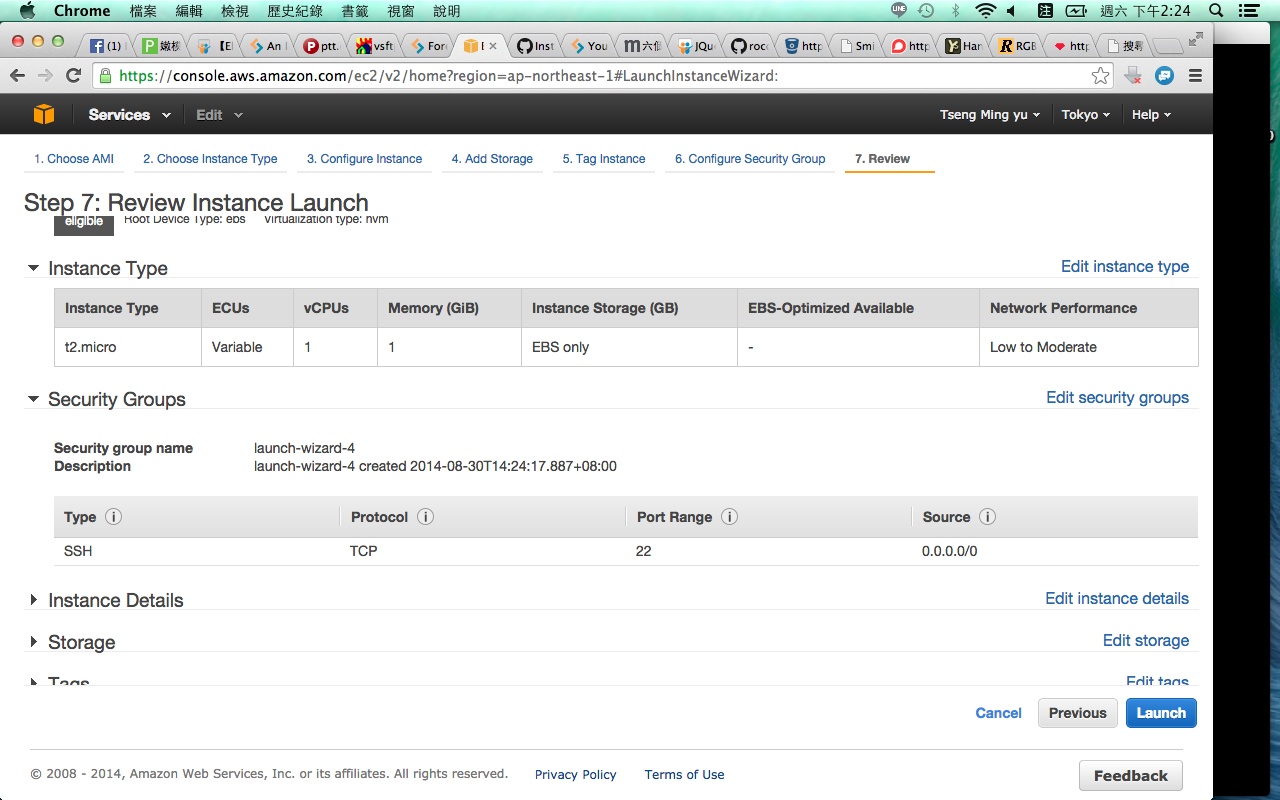 Chrome 檔案 編輯 檢視 歷史紀錄 書籤 視窗 說明 LINE 注 週六 下午2:24
(1) 【E An ptt. vsft For E Inst You 六 JQu roc http Smi http Har RGB http 搜尋
https://console.aws.amazon.com/ec2/v2/home?region=ap-northeast-1#LaunchInstanceWizard:
Services Edit Tseng Ming yu Tokyo Help
1. Choose AMI 2. Choose Instance Type 3. Configure Instance 4. Add Storage 5. Tag Instance 6. Configure Security Group 7. Review
Step 7: Review Instance Launch
eligible Root Device Type: ebs Virtualization type: hvm
Instance Type Edit instance type
Instance Type ECUs vCPUs Memory (GiB) Instance Storage (GB) EBS-Optimized Available Network Performance
t2.micro Variable 1 1 EBS only - Low to Moderate
Security Groups Edit security groups
Security group name launch-wizard-4
Description launch-wizard-4 created 2014-08-30T14:24:17.887+08:00
Type Protocol Port Range Source
SSH TCP 22 0.0.0.0/0
Instance Details Edit instance details
Storage Edit storage
Tags Edit tags
Cancel Previous Launch
© 2008 - 2014, Amazon Web Services, Inc. or its affiliates. All rights reserved. Privacy Policy Terms of Use Feedback